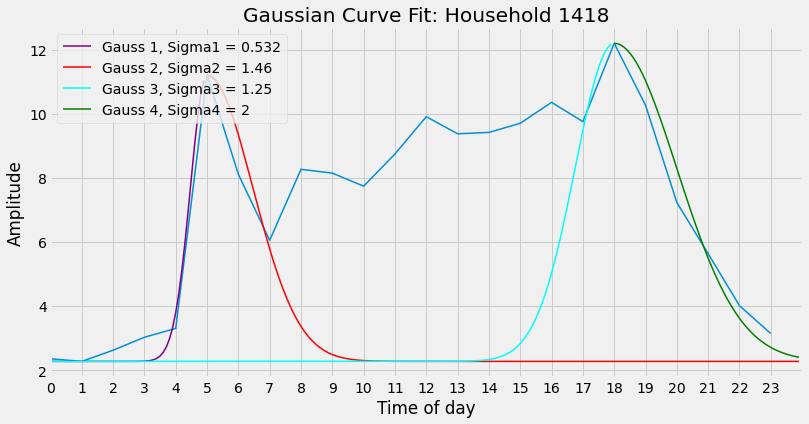 Gaussian Curve Fit: Household 1418
Gauss 1, Sigma1 = 0.532
Gauss 2, Sigma2 = 1.46
Gauss 3, Sigma3 = 1.25
Gauss 4, Sigma4 = 2
Amplitude
12
10
8
6
4
2
0 1 2 3 4 5 6 7 8 9 10 11 12 13 14 15 16 17 18 19 20 21 22 23
Time of day